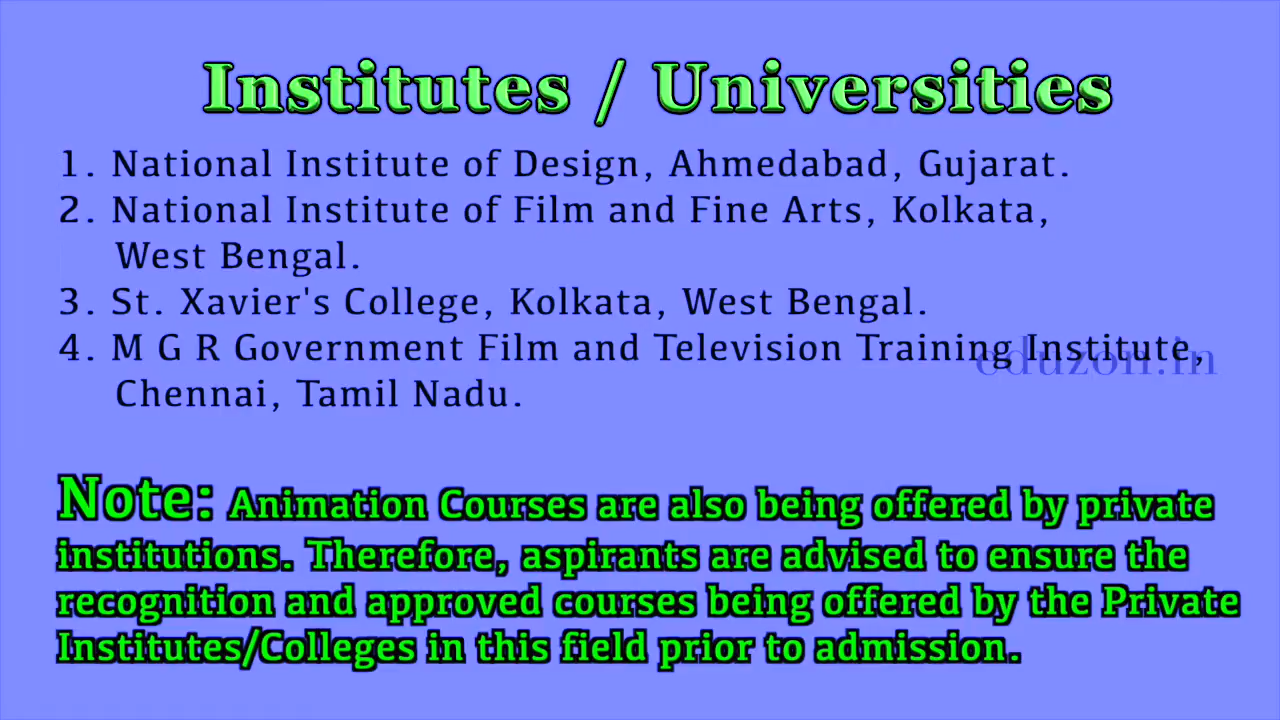 Institutes / Universities
1. National Institute of Design, Ahmedabad, Gujarat.
2. National Institute of Film and Fine Arts, Kolkata,
West Bengal.
3. St. Xavier's College, Kolkata, West Bengal.
4. M G R Government Film and Television Training Institute,
eduzon.in
Chennai, Tamil Nadu.
Note: Animation Courses are also being offered by private
institutions. Therefore, aspirants are advised to ensure the
recognition and approved courses being offered by the Private
Institutes/Colleges in this field prior to admission.